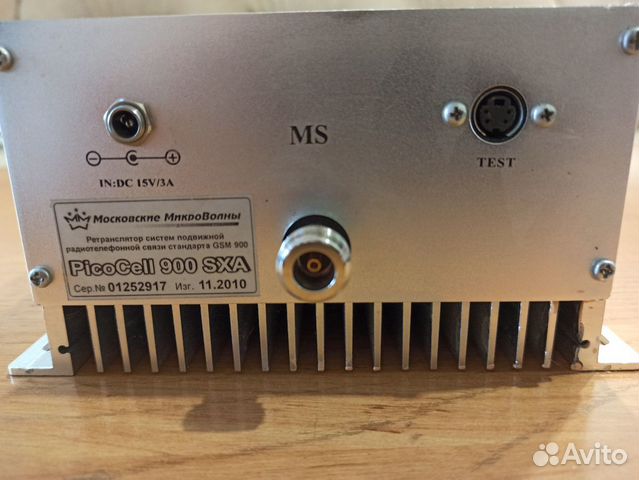 MS
TEST
IN:DC 15V/3A
ММ Московские МикроВолны
Ретранслятор систем подвижной
радиотелефонной связи стандарта GSM 900
PicoCell 900 SXA
Сер.№ 01252917 Изг. 11.2010
Avito